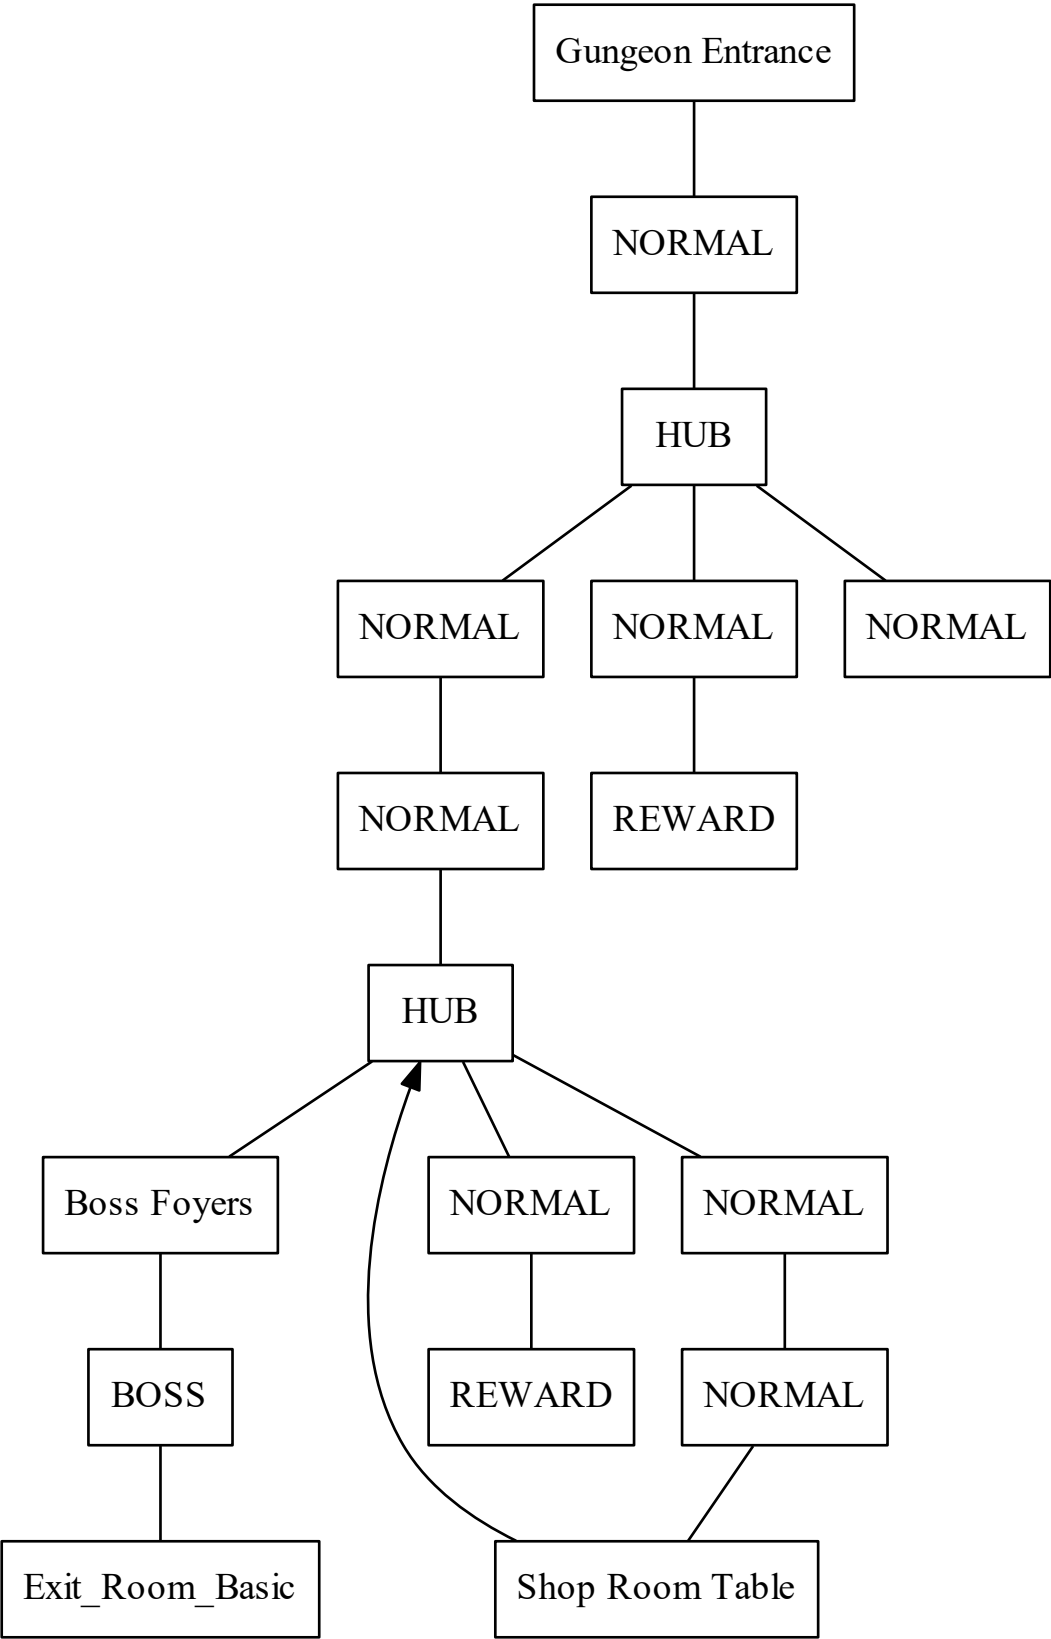 Gungeon Entrance
NORMAL
HUB
NORMAL
NORMAL
NORMAL
NORMAL
REWARD
HUB
Boss Foyers
NORMAL
NORMAL
BOSS
REWARD
NORMAL
Exit_Room_Basic
Shop Room Table